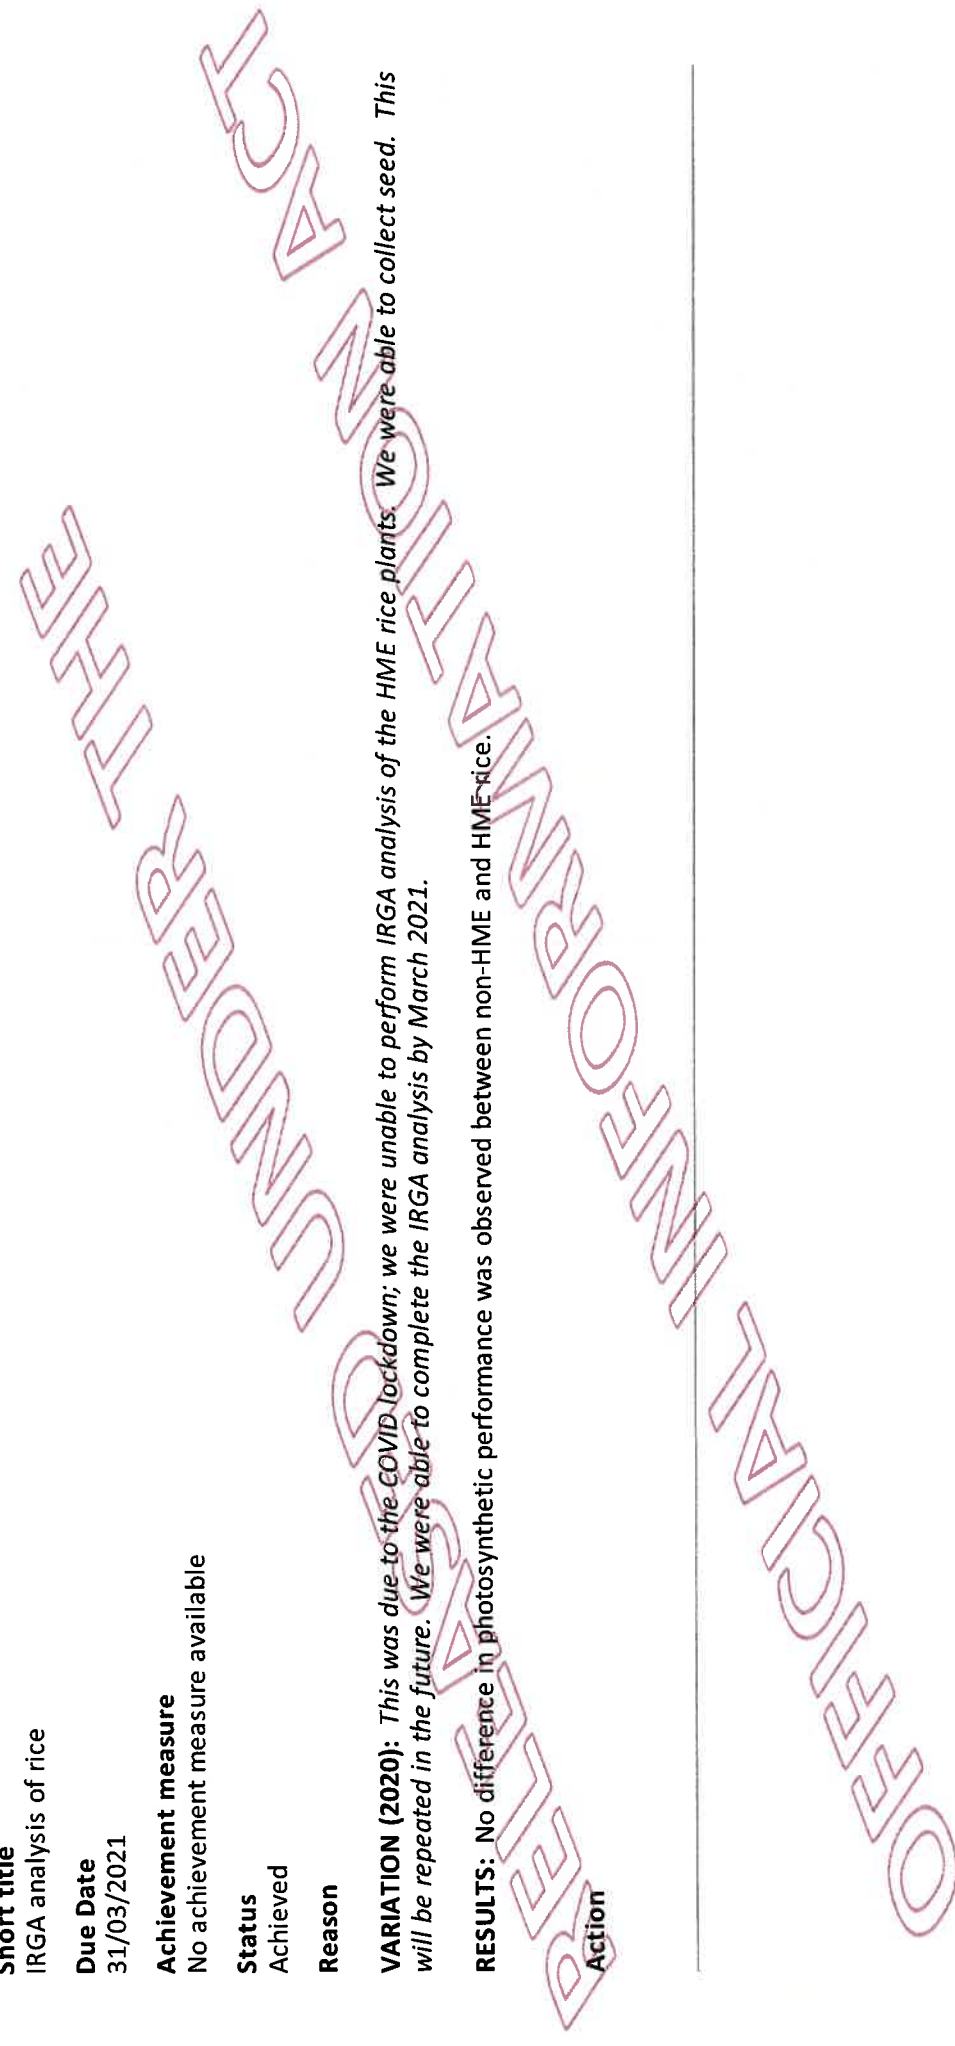 Short title
IRGA analysis of rice
Due Date
31/03/2021
Achievement measure
No achievement measure available
Status
Achieved
Reason
VARIATION (2020): This was due to the COVID lockdown; we were unable to perform IRGA analysis of the HME rice plants. We were able to collect seed. This
will be repeated in the future. We were able to complete the IRGA analysis by March 2021.
RESULTS: No difference in photosynthetic performance was observed between non-HME and HME rice.
Action
RELEASED UNDER THE
OFFICIAL INFORMATION ACT